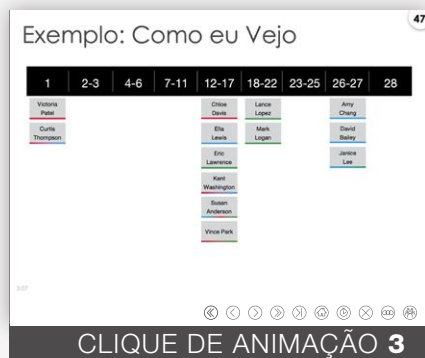 47
Exemplo: Como eu Vejo
1 2-3 4-6 7-11 12-17 18-22 23-25 26-27 28
Victoria Patel
Chloe Davis
Lance Lopez
Amy Chang
Curtis Thompson
Ella Lewis
Mark Logan
David Bailey
Eric Lawrence
Janice Lee
Kent Washington
Susan Anderson
Vince Park
CLIQUE DE ANIMAÇÃO 3